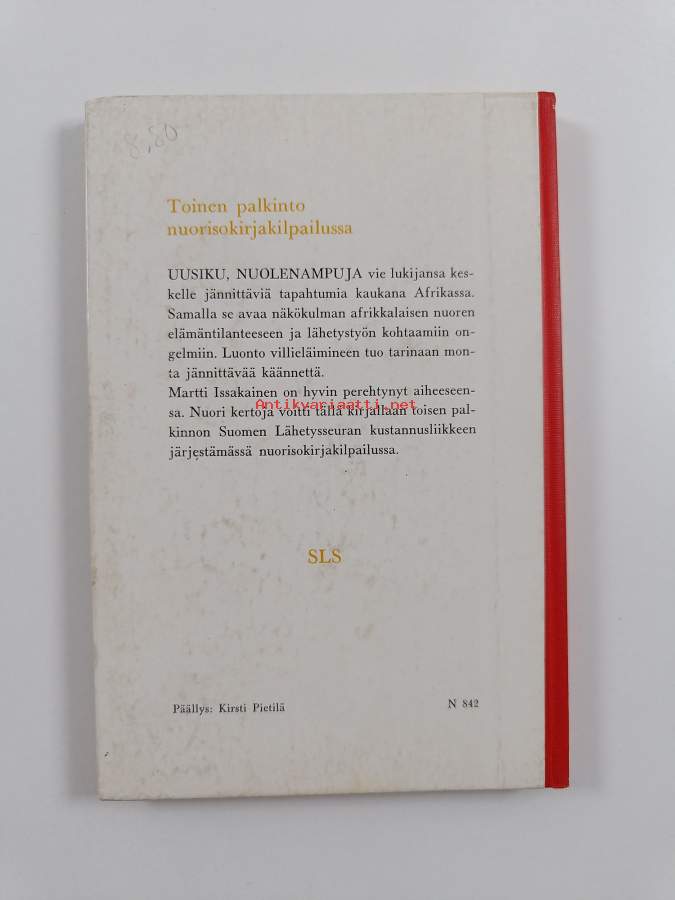 8,80
Toinen palkinto
nuorisokirjakilpailussa
UUSIKU, NUOLENAMPUJA vie lukijansa kes-
kelle jännittäviä tapahtumia kaukana Afrikassa.
Samalla se avaa näkökulman afrikkalaisen nuoren
elämäntilanteeseen ja lähetystyön kohtaamiin on-
gelmiin. Luonto villieläimineen tuo tarinaan mon-
ta jännittävää käännettä.
Martti Issakainen on hyvin perehtynyt aiheeseen-
Antikvariaatti.net
sa. Nuori kertoja voitti tällä kirjallaan toisen pal-
kinnon Suomen Lähetysseuran kustannusliikkeen
järjestämässä nuorisokirjakilpailussa.
SLS
Päällys: Kirsti Pietilä
N 842